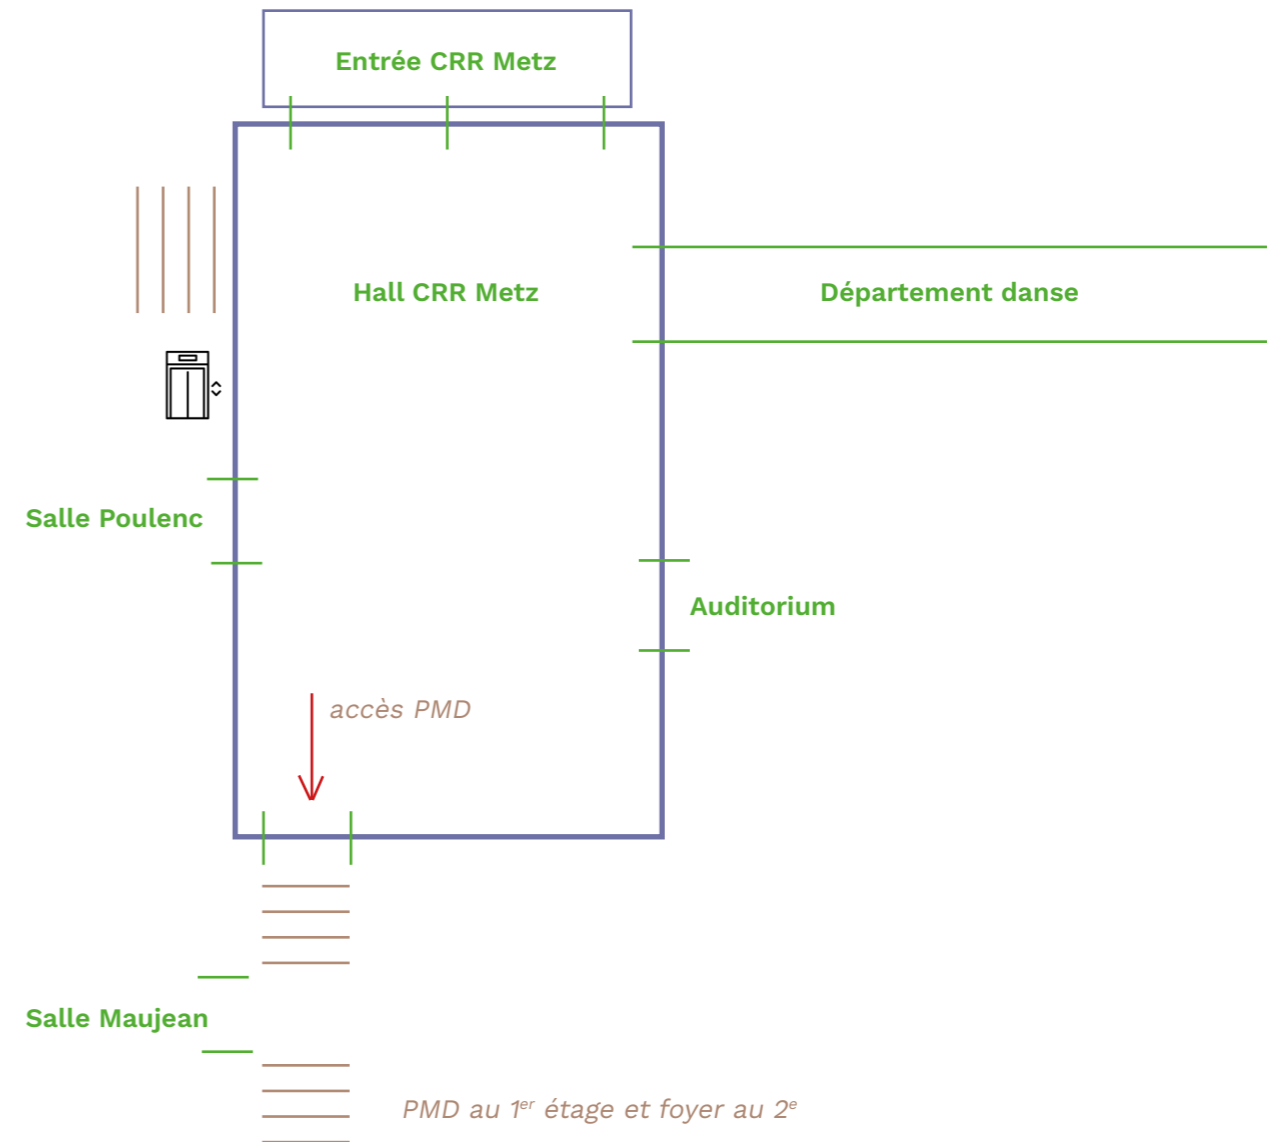 Entrée CRR Metz
Hall CRR Metz
Département danse
Salle Poulenc
Auditorium
accès PMD
Salle Maujean
PMD au 1er étage et foyer au 2e